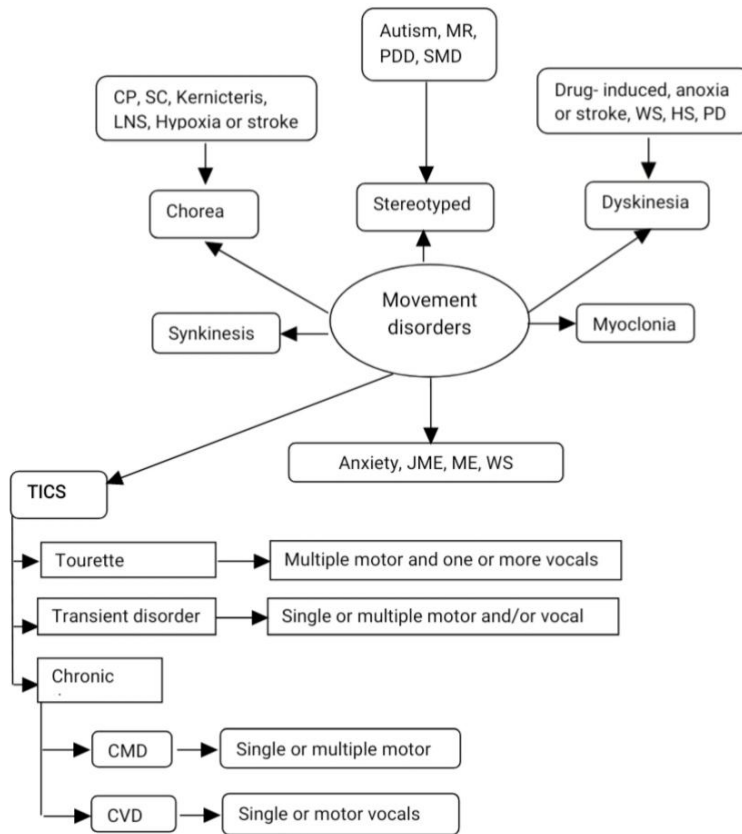 Autism, MR,
PDD, SMD
CP, SC, Kernicteris,
LNS, Hypoxia or stroke
Drug- induced, anoxia
or stroke, WS, HS, PD
Chorea
Stereotyped
Dyskinesia
Movement
disorders
Synkinesis
Myoclonia
Anxiety, JME, ME, WS
TICS
Tourette
Multiple motor and one or more vocals
Transient disorder
Single or multiple motor and/or vocal
Chronic
CMD
Single or multiple motor
CVD
Single or motor vocals